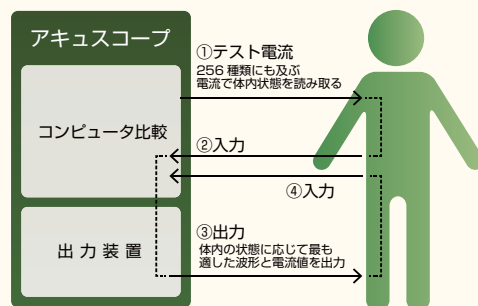 アキュスコープ
コンピュータ比較
出力装置
①テスト電流
256種類にも及ぶ
電流で体内状態を読み取る
②入力
④入力
③出力
体内の状態に応じて最も
適した波形と電流値を出力